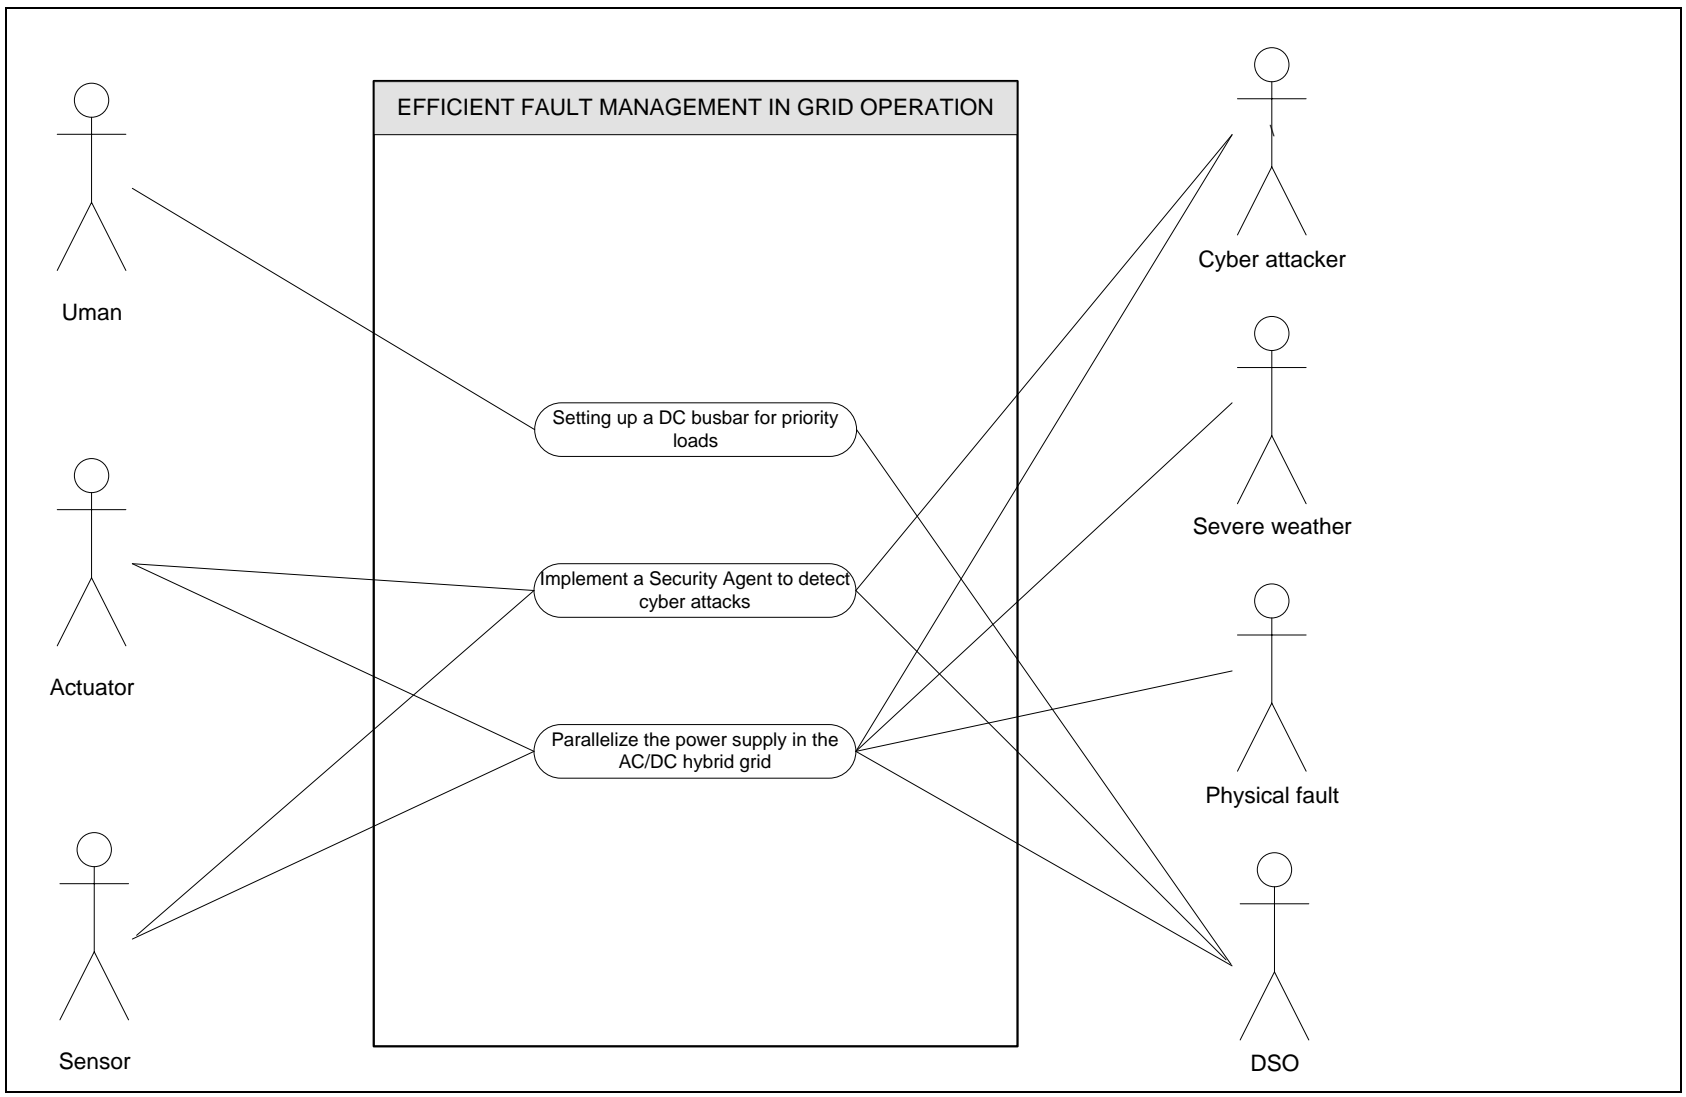 EFFICIENT FAULT MANAGEMENT IN GRID OPERATION
Uman
Actuator
Sensor
Setting up a DC busbar for priority
loads
Implement a Security Agent to detect
cyber attacks
Parallelize the power supply in the
AC/DC hybrid grid
Cyber attacker
Severe weather
Physical fault
DSO